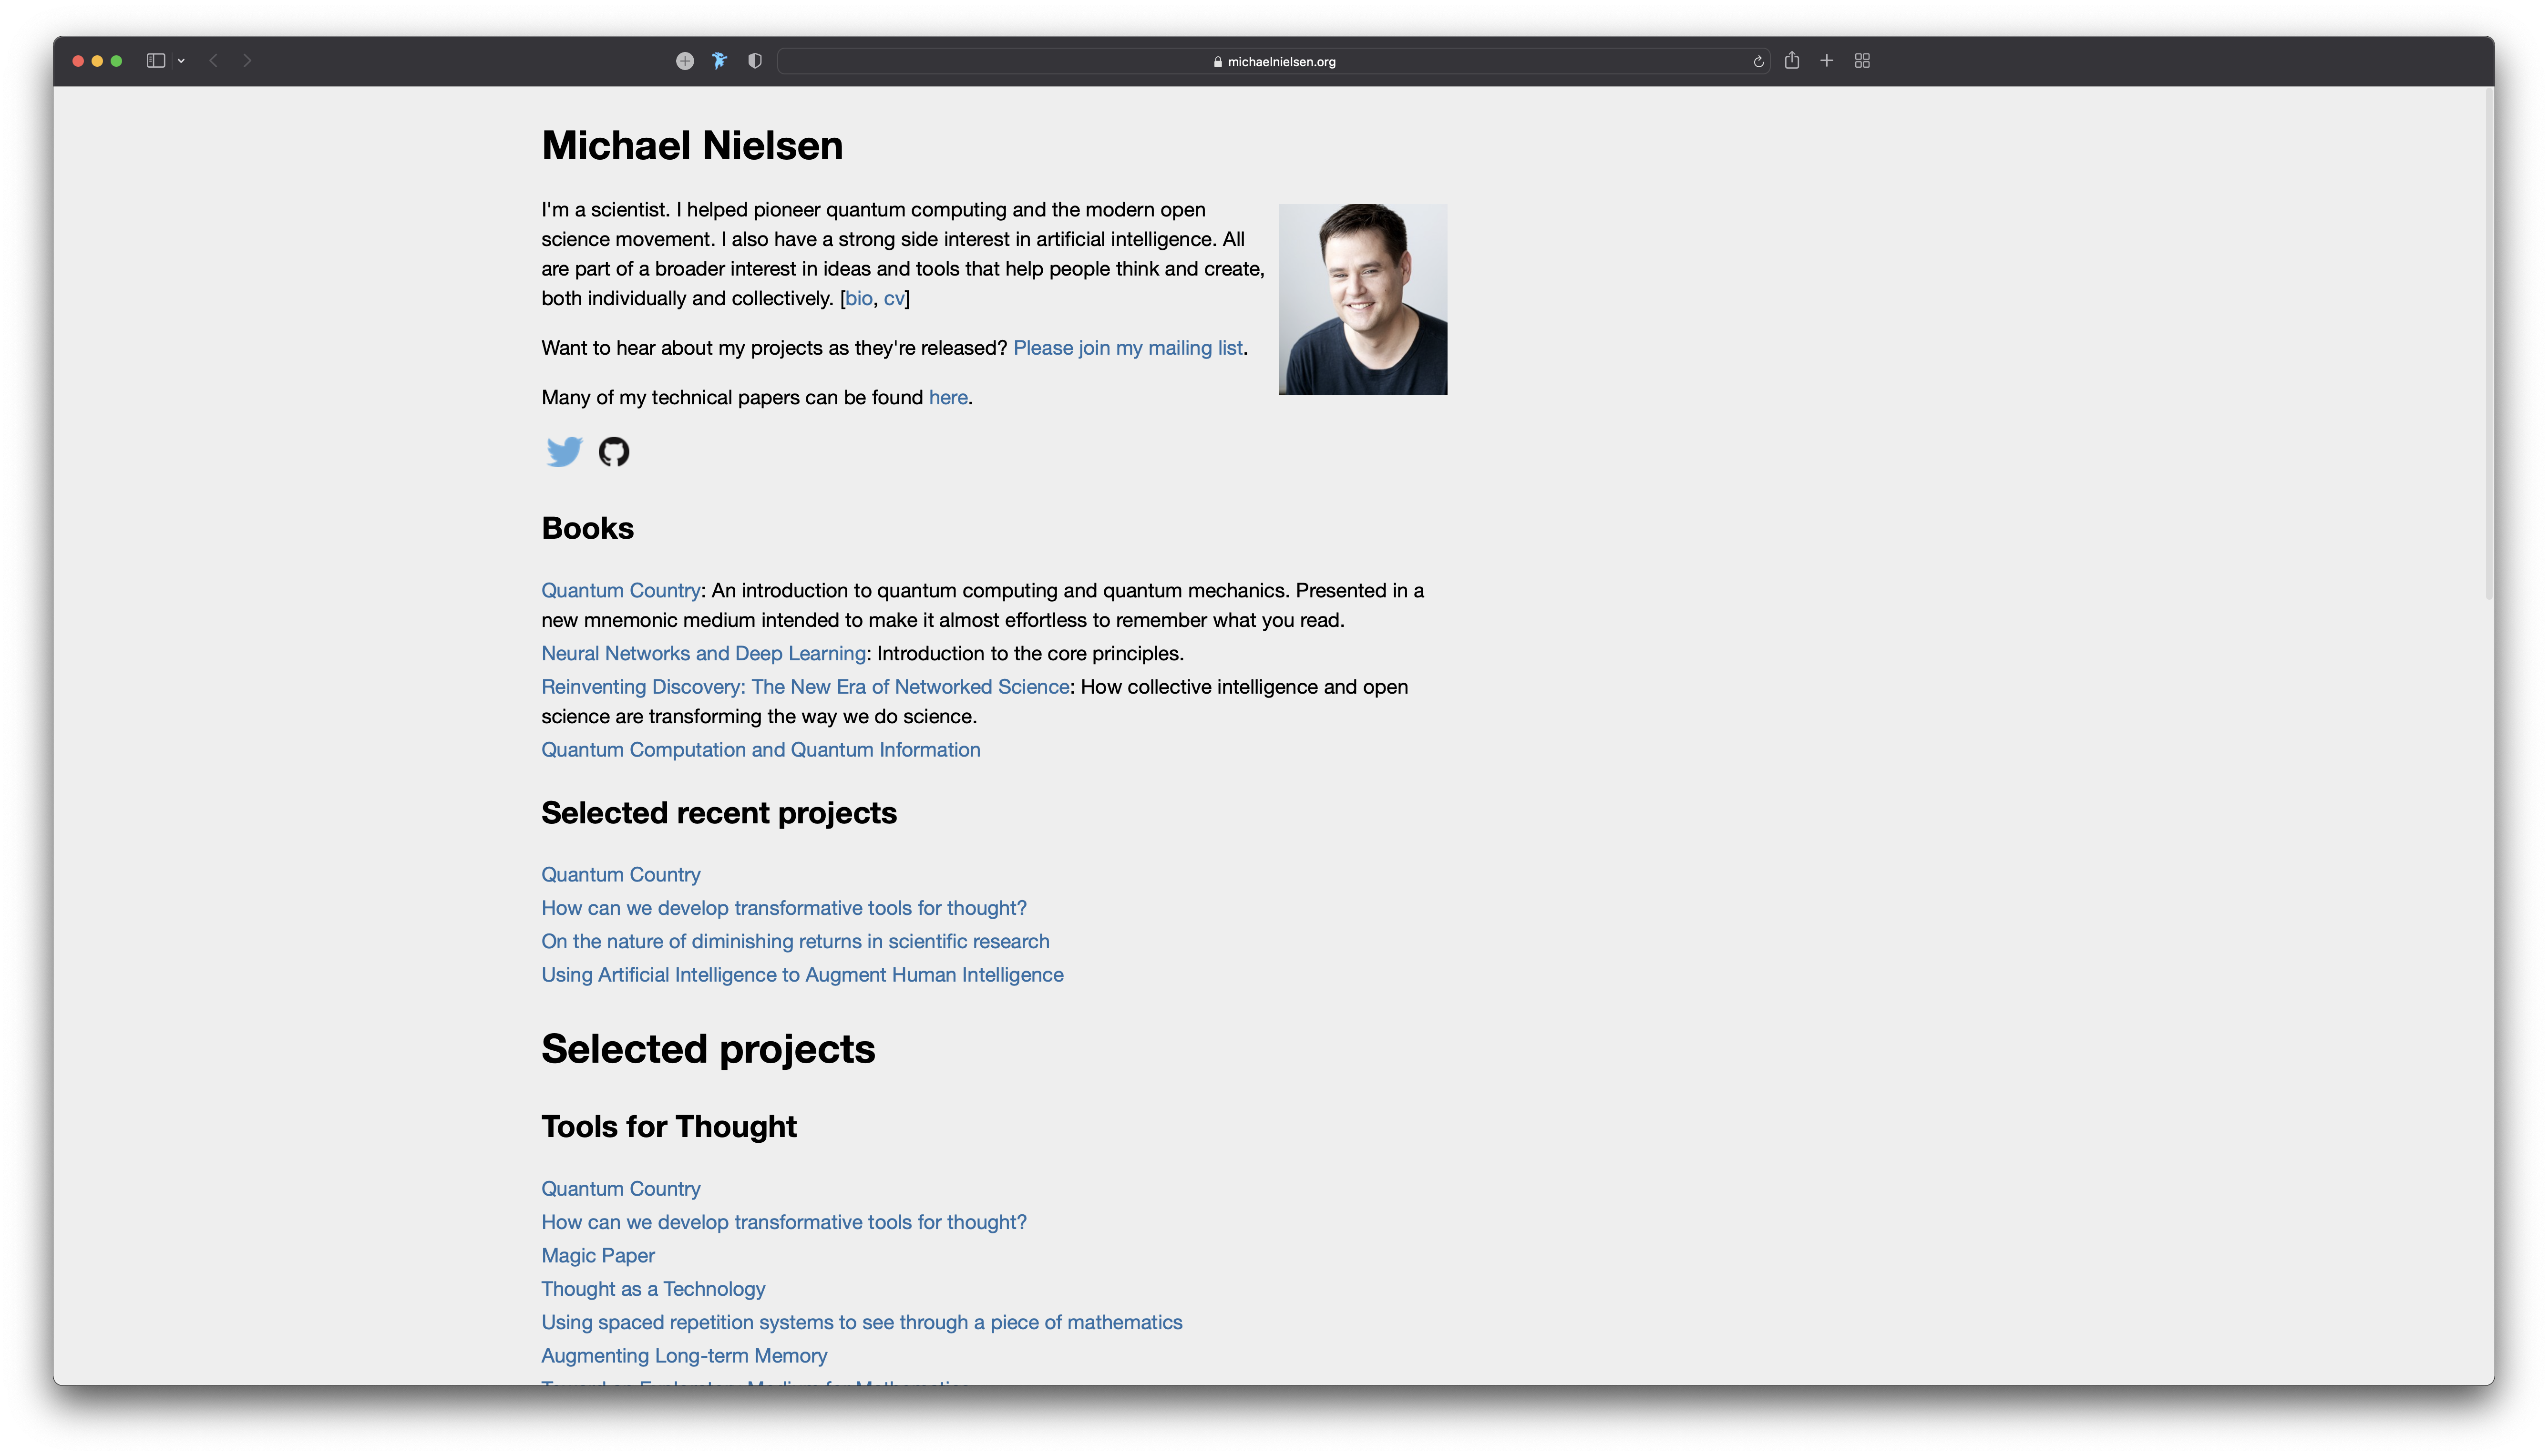 michaelnielsen.org
Michael Nielsen
I'm a scientist. I helped pioneer quantum computing and the modern open
science movement. I also have a strong side interest in artificial intelligence. All
are part of a broader interest in ideas and tools that help people think and create,
both individually and collectively. [bio, cv]
Want to hear about my projects as they're released? Please join my mailing list.
Many of my technical papers can be found here.
Books
Quantum Country: An introduction to quantum computing and quantum mechanics. Presented in a
new mnemonic medium intended to make it almost effortless to remember what you read.
Neural Networks and Deep Learning: Introduction to the core principles.
Reinventing Discovery: The New Era of Networked Science: How collective intelligence and open
science are transforming the way we do science.
Quantum Computation and Quantum Information
Selected recent projects
Quantum Country
How can we develop transformative tools for thought?
On the nature of diminishing returns in scientific research
Using Artificial Intelligence to Augment Human Intelligence
Selected projects
Tools for Thought
Quantum Country
How can we develop transformative tools for thought?
Magic Paper
Thought as a Technology
Using spaced repetition systems to see through a piece of mathematics
Augmenting Long-term Memory